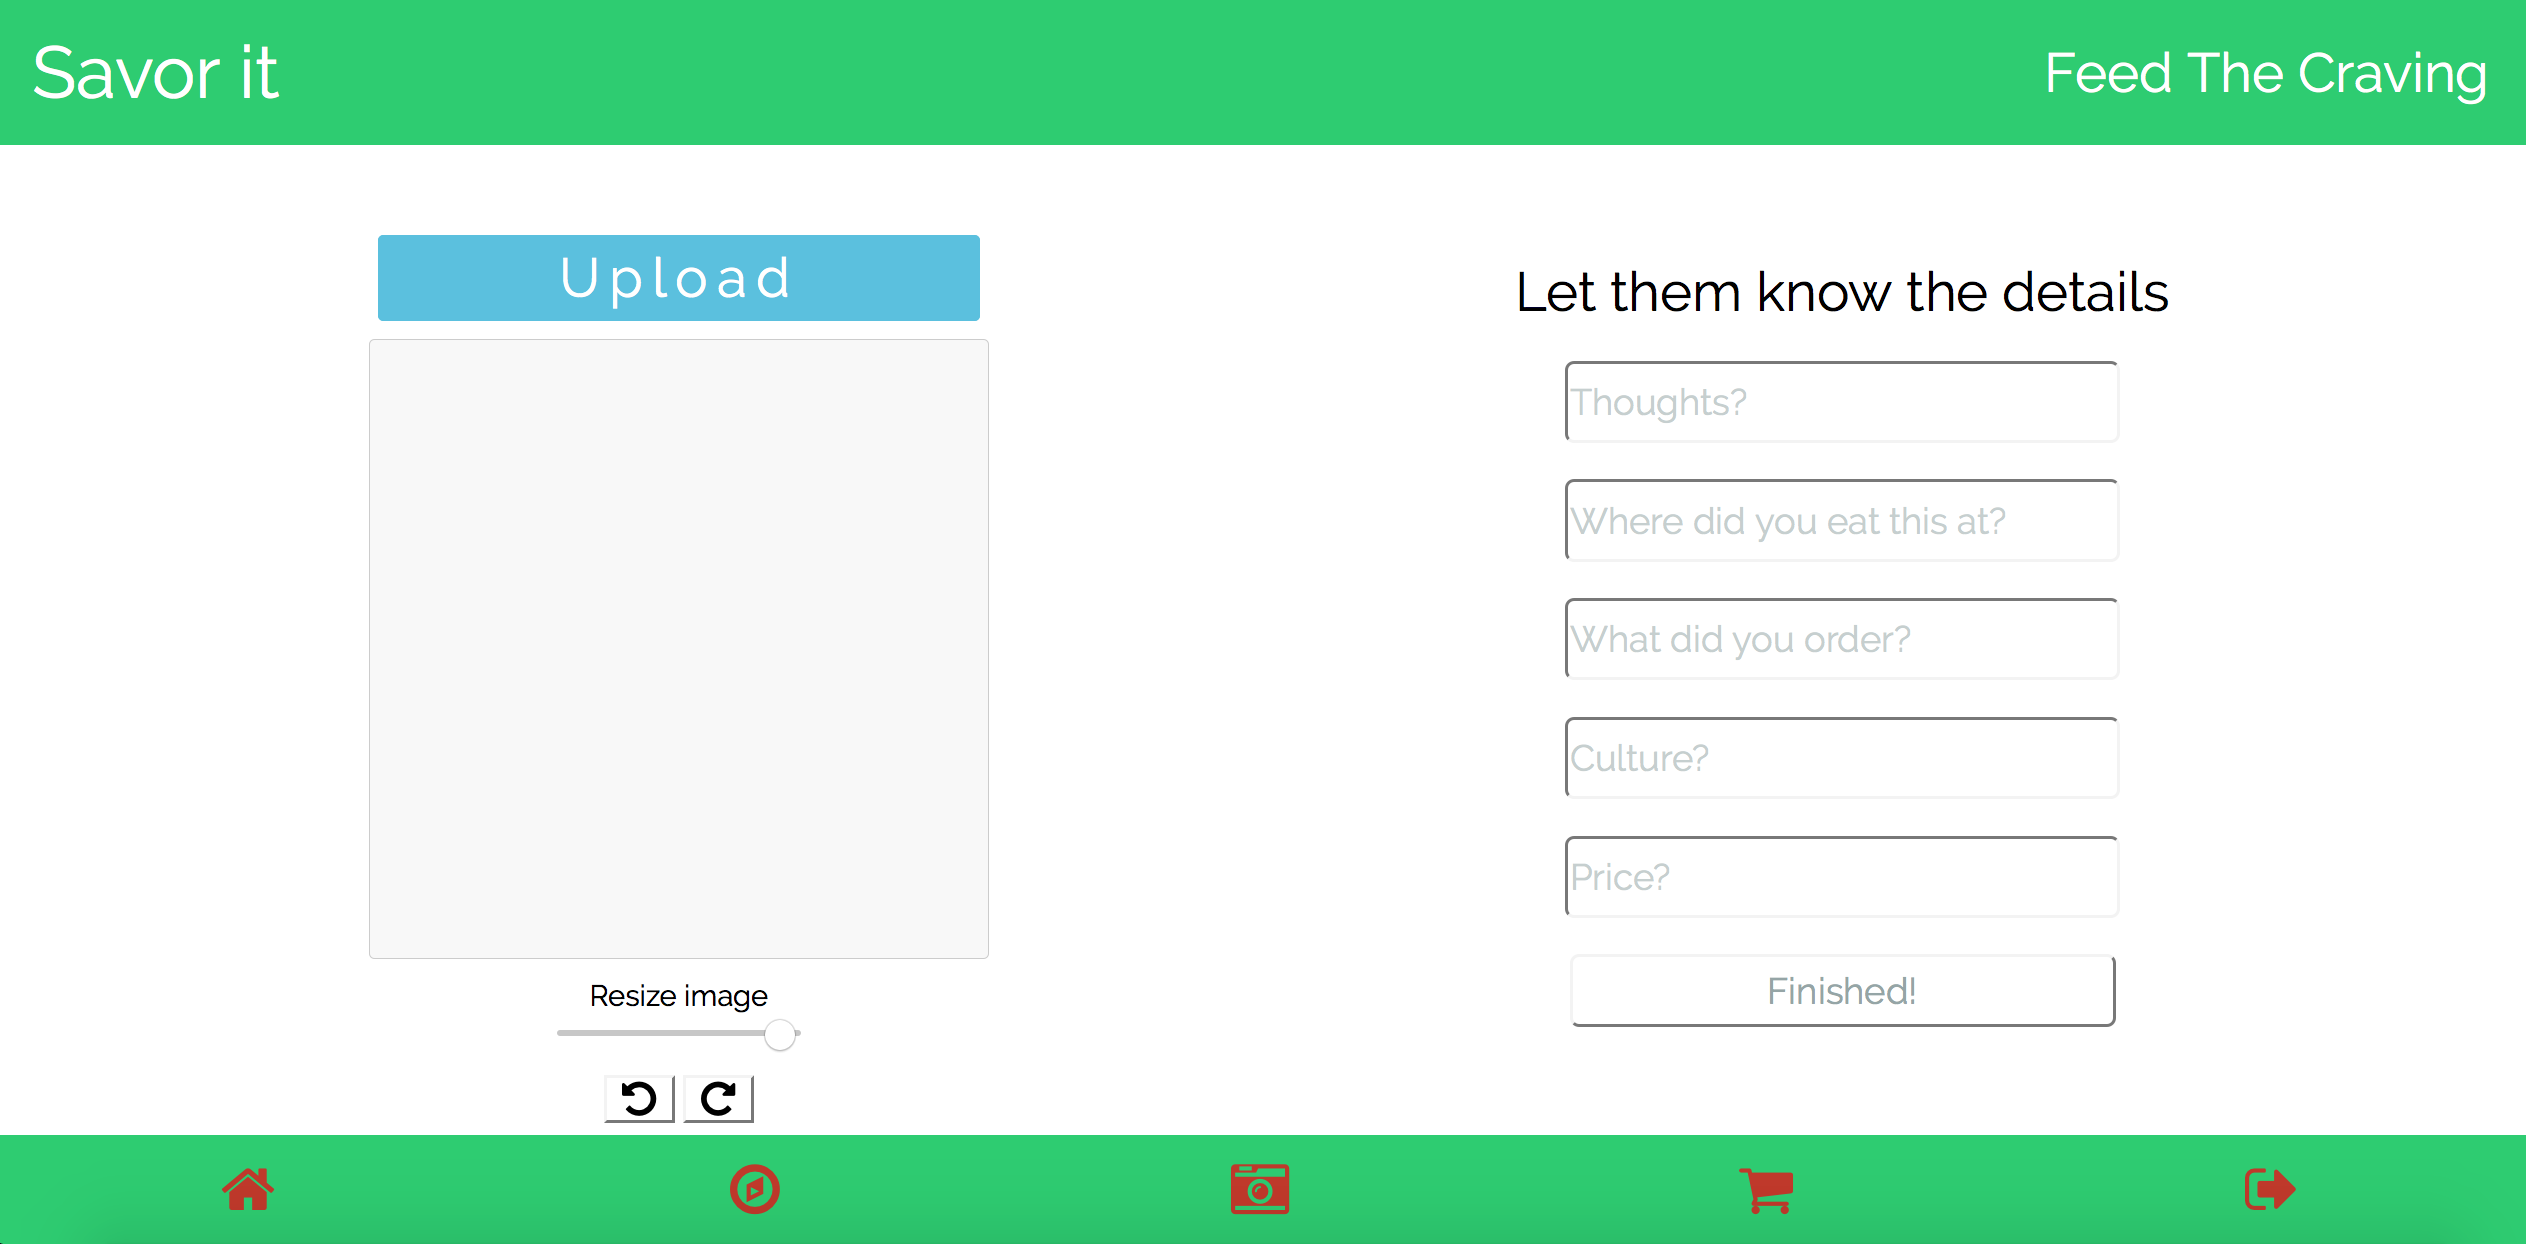 Savor it
Feed The Craving
Upload
Resize image
Let them know the details
Thoughts?
Where did you eat this at?
What did you order?
Culture?
Price?
Finished!